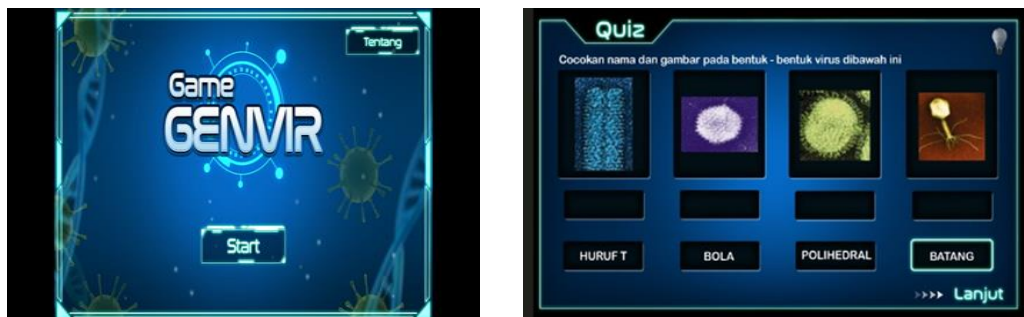 Tentang
Game
GENVIR
Start
Quiz
Cocokan nama dan gambar pada bentuk - bentuk virus dibawah ini
HURUF T
BOLA
POLIHEDRAL
BATANG
Lanjut